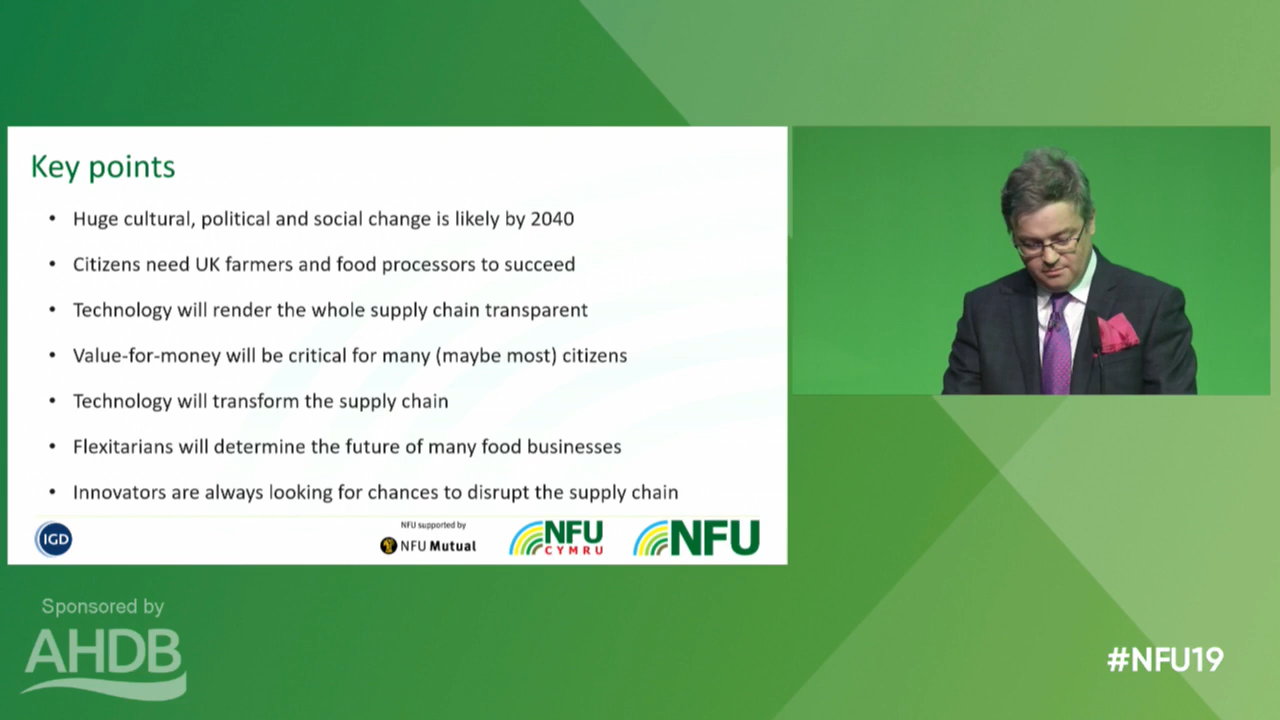 Key points
• Huge cultural, political and social change is likely by 2040
• Citizens need UK farmers and food processors to succeed
• Technology will render the whole supply chain transparent
• Value-for-money will be critical for many (maybe most) citizens
• Technology will transform the supply chain
• Flexitarians will determine the future of many food businesses
• Innovators are always looking for chances to disrupt the supply chain
IGD
NFU supported by
NFU Mutual
NFU
CYMRU
NFU
Sponsored by
AHDB
#NFU19